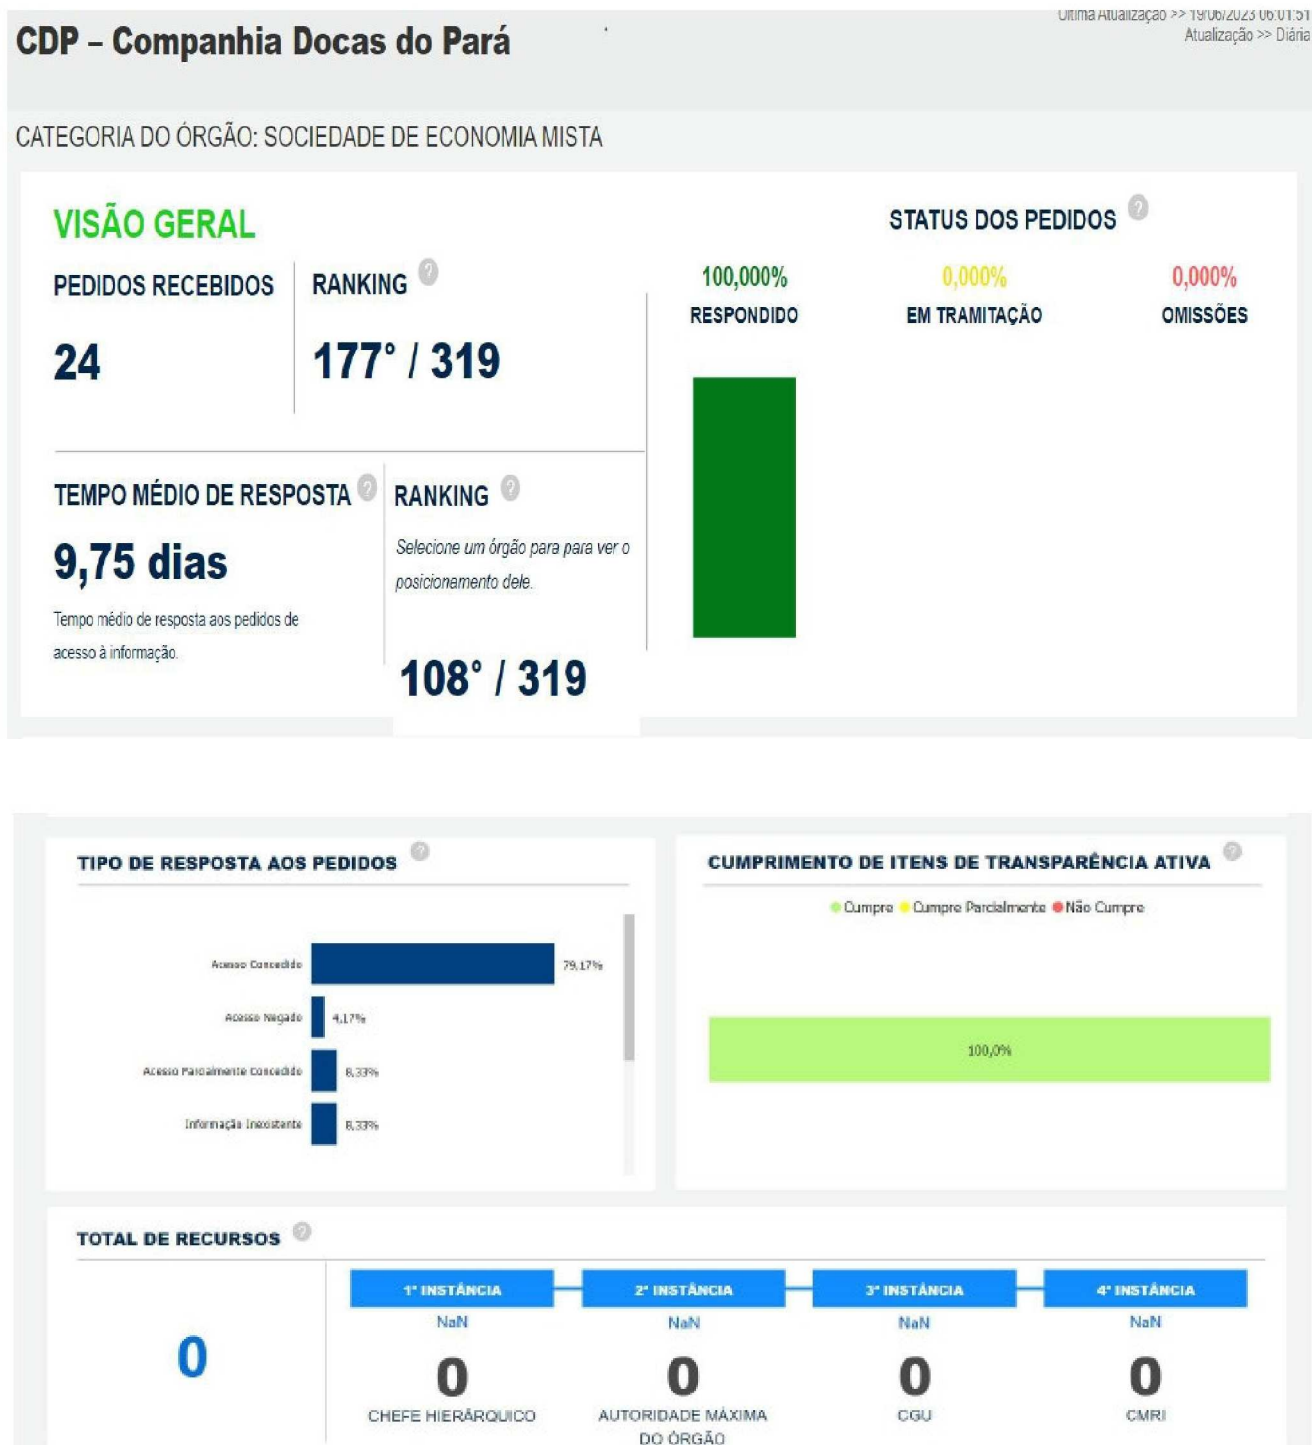 Última Atualização >> 19/06/2023 06:01:51
CDP – Companhia Docas do Pará
Atualização >> Diária
CATEGORIA DO ÓRGÃO: SOCIEDADE DE ECONOMIA MISTA
VISÃO GERAL
PEDIDOS RECEBIDOS
24
RANKING ?
177° / 319
TEMPO MÉDIO DE RESPOSTA ?
9,75 dias
Tempo médio de resposta aos pedidos de
acesso à informação.
RANKING ?
Selecione um órgão para para ver o
posicionamento dele.
108° / 319
STATUS DOS PEDIDOS ?
100,000% 0,000% 0,000%
RESPONDIDO EM TRAMITAÇÃO OMISSÕES
TIPO DE RESPOSTA AOS PEDIDOS ?
Acesso Concedido 79,17%
Acesso Negado 4,17%
Acesso Parcialmente Concedido 8,33%
Informação Inexistente 8,33%
CUMPRIMENTO DE ITENS DE TRANSPARÊNCIA ATIVA ?
Cumpre Cumpre Parcialmente Não Cumpre
100,0%
TOTAL DE RECURSOS ?
0
1ª INSTÂNCIA 2ª INSTÂNCIA 3ª INSTÂNCIA 4ª INSTÂNCIA
NaN NaN NaN NaN
0 0 0 0
CHEFE HIERÁRQUICO AUTORIDADE MÁXIMA CGU CMRI
DO ÓRGÃO